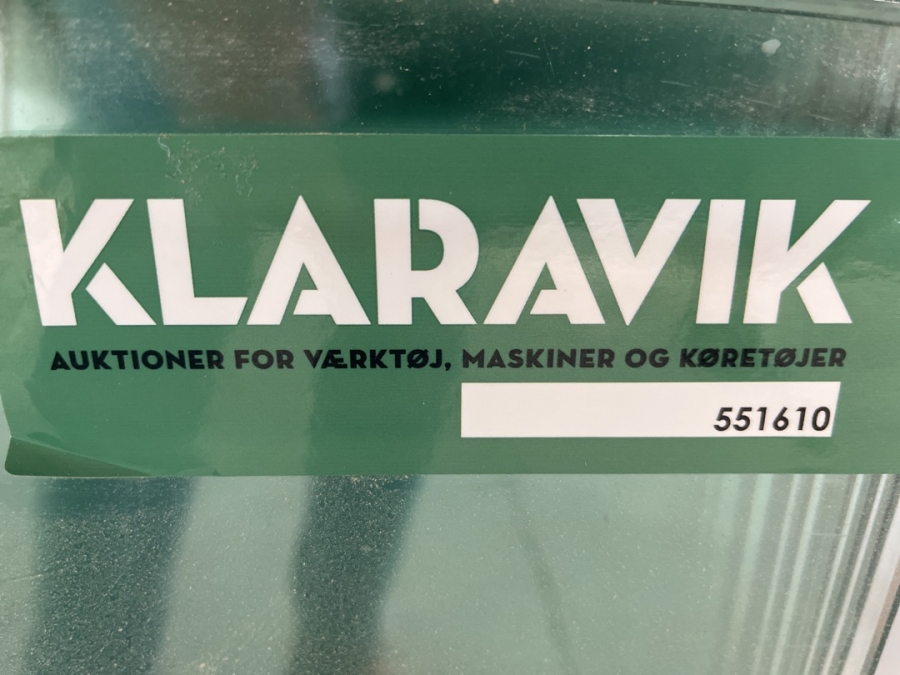 KLARAVIK
AUKTIONER FOR VÆRKTØJ, MASKINER OG KØRETØJER
551610